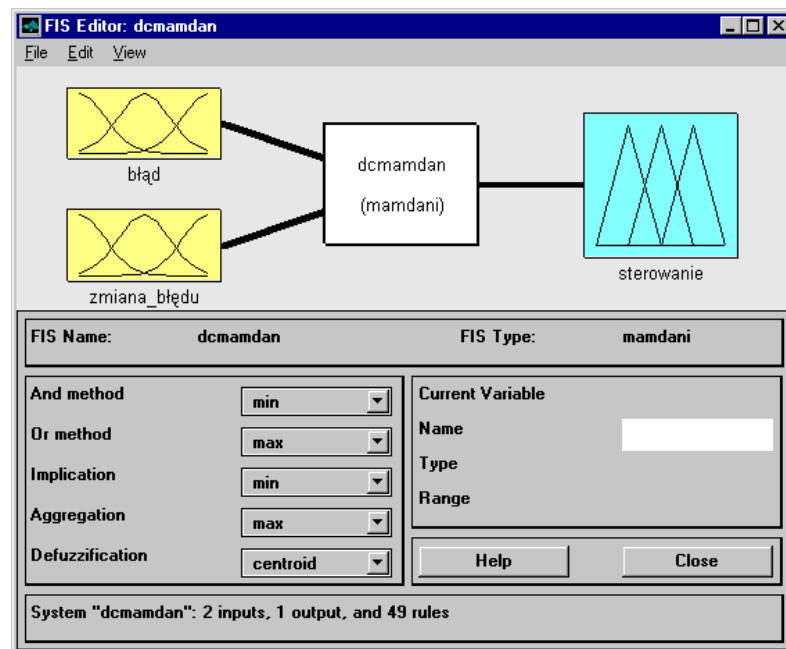 FIS Editor: dcmamdan
File Edit View
błąd
zmiana_błędu
dcmamdan
(mamdani)
sterowanie
FIS Name: dcmamdan FIS Type: mamdani
And method min
Or method max
Implication min
Aggregation max
Defuzzification centroid
Current Variable
Name
Type
Range
Help Close
System "dcmamdan": 2 inputs, 1 output, and 49 rules